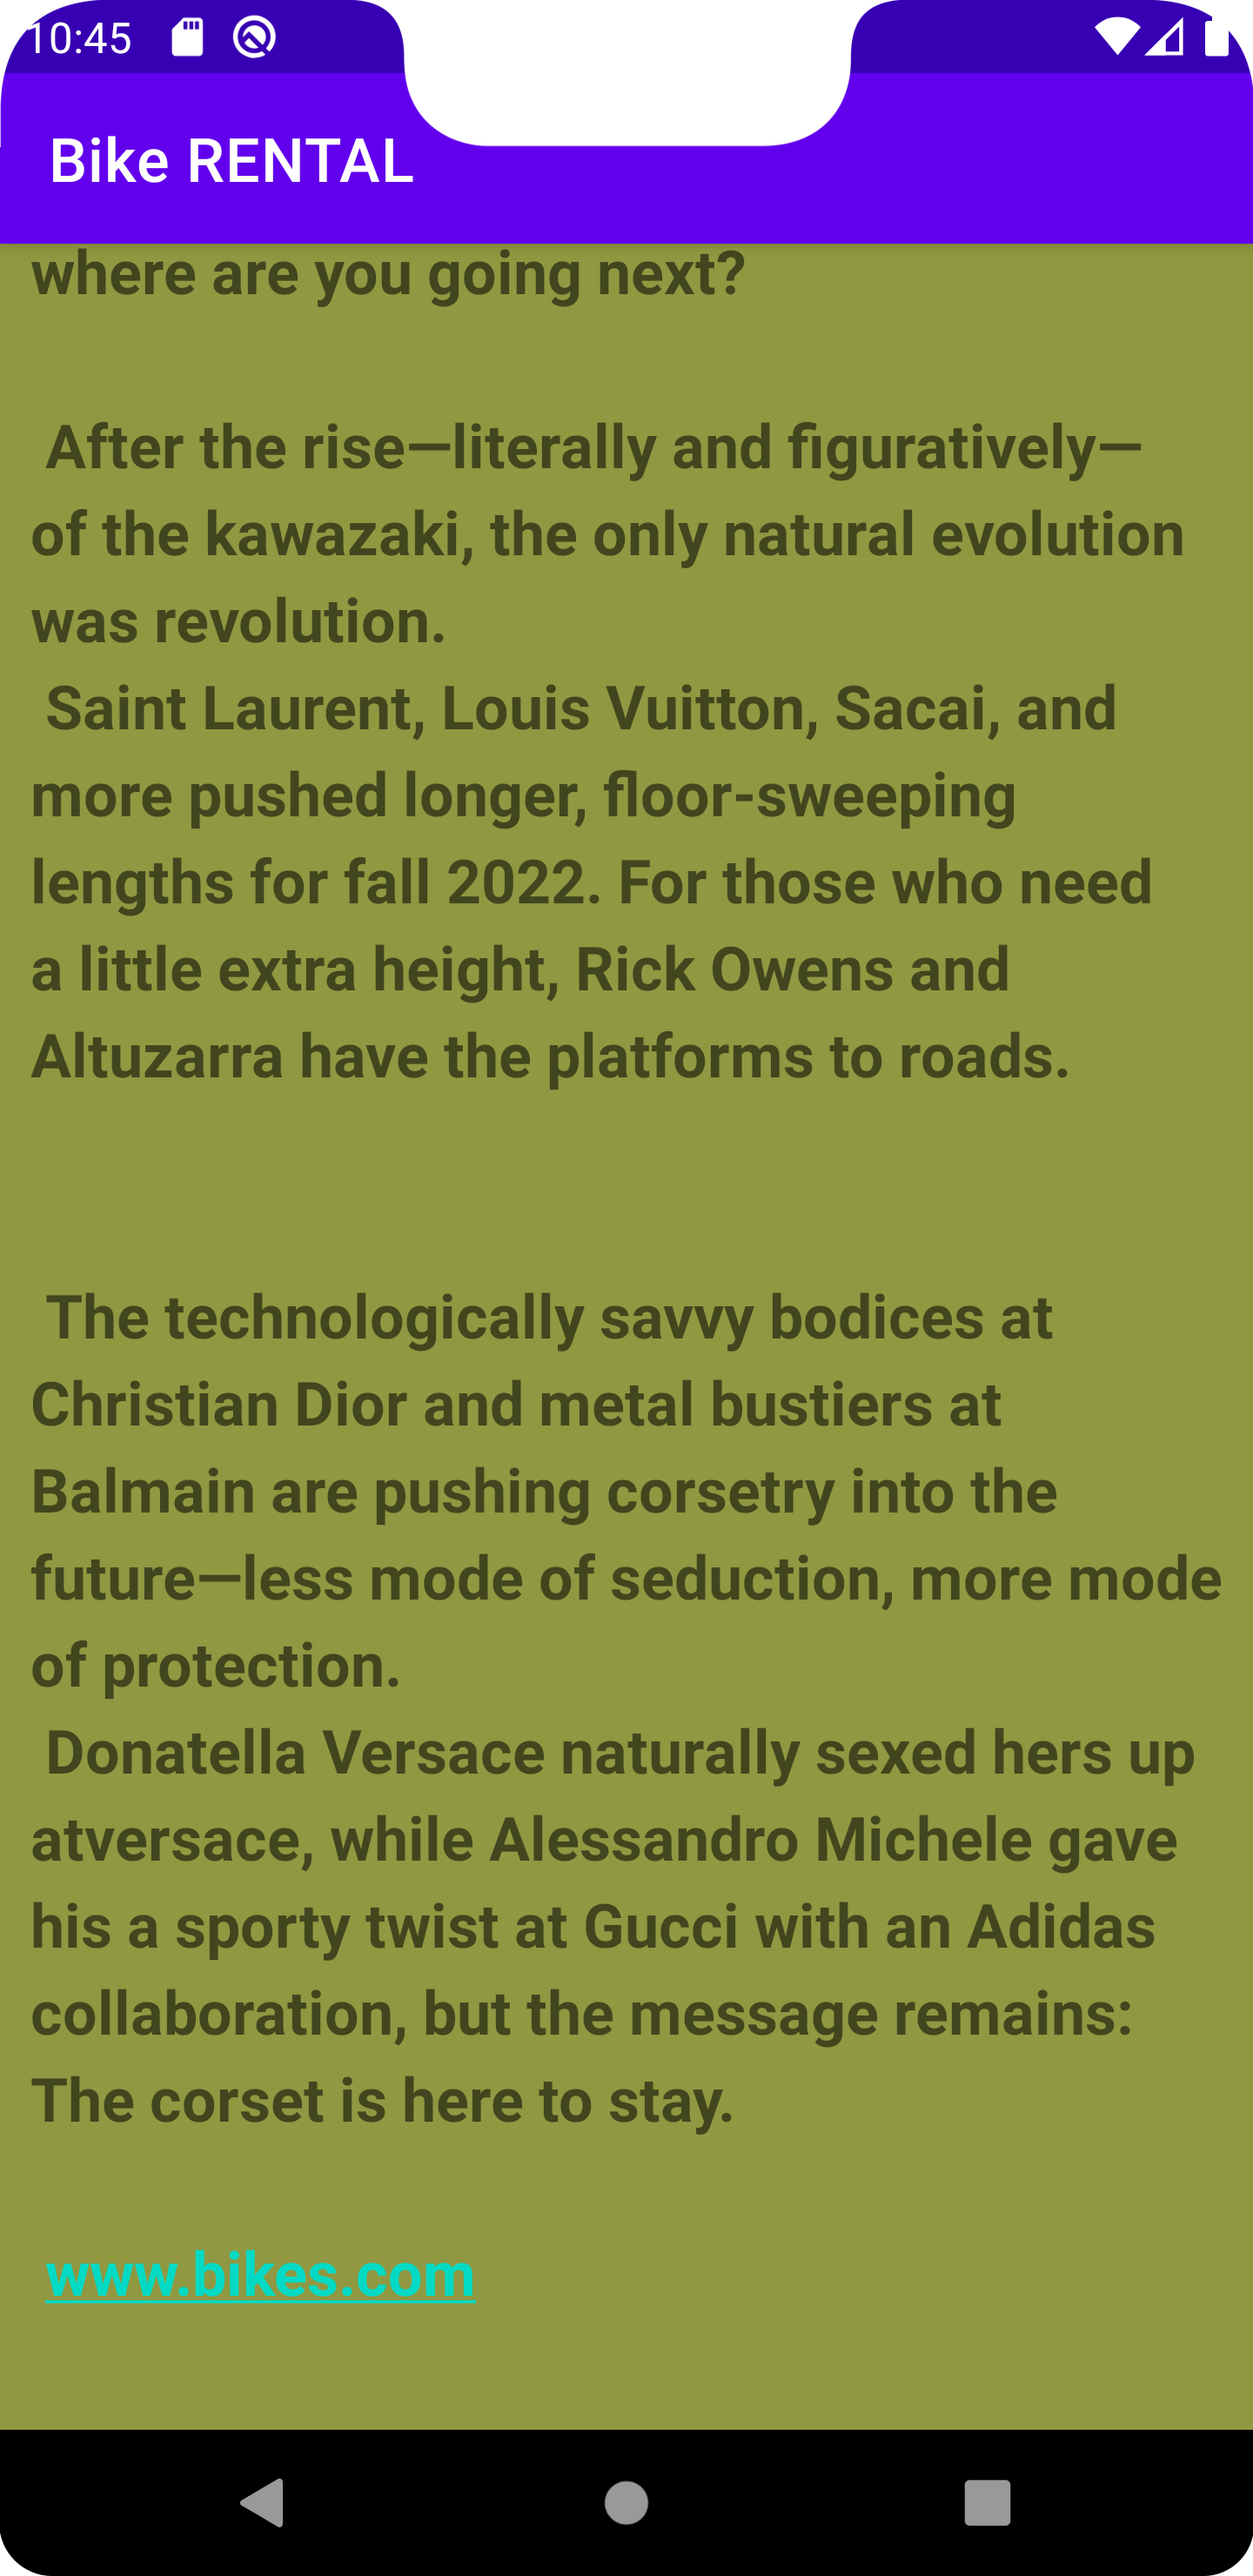 10:45
Bike RENTAL
where are you going next?
After the rise—literally and figuratively—
of the kawazaki, the only natural evolution
was revolution.
Saint Laurent, Louis Vuitton, Sacai, and
more pushed longer, floor-sweeping
lengths for fall 2022. For those who need
a little extra height, Rick Owens and
Altuzarra have the platforms to roads.
The technologically savvy bodices at
Christian Dior and metal bustiers at
Balmain are pushing corsetry into the
future—less mode of seduction, more mode
of protection.
Donatella Versace naturally sexed hers up
atversace, while Alessandro Michele gave
his a sporty twist at Gucci with an Adidas
collaboration, but the message remains:
The corset is here to stay.
www.bikes.com